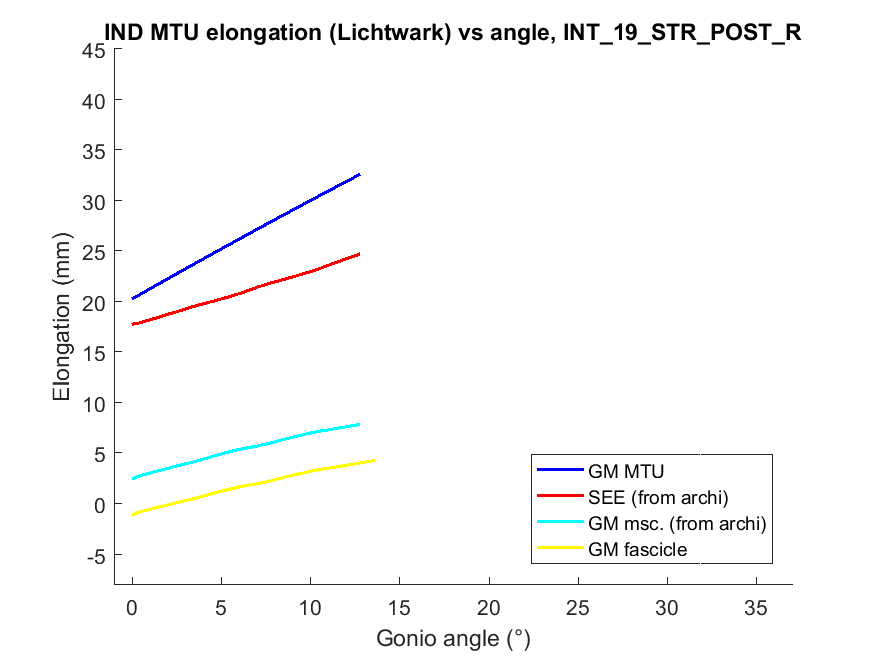 IND MTU elongation (Lichtwark) vs angle, INT_19_STR_POST_R
45
40
35
30
25
20
15
10
5
0
-5
Elongation (mm)
GM MTU
SEE (from archi)
GM msc. (from archi)
GM fascicle
0 5 10 15 20 25 30 35
Gonio angle (°)